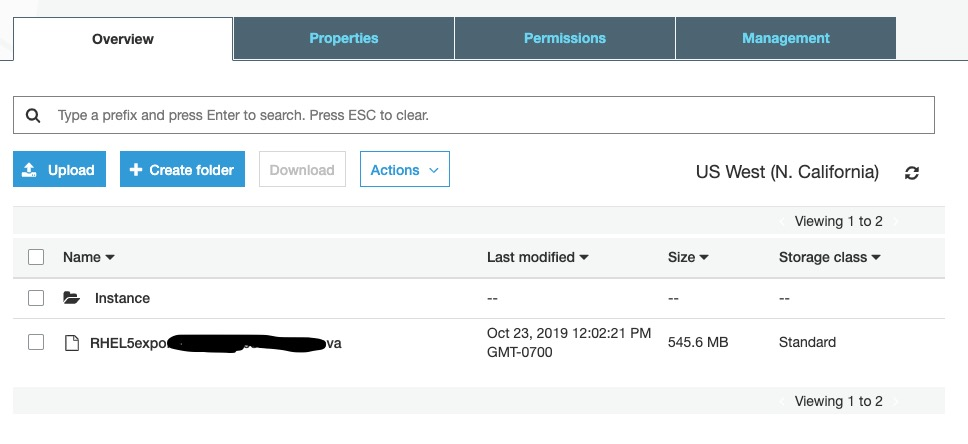 Overview Properties Permissions Management
Type a prefix and press Enter to search. Press ESC to clear.
Upload Create folder Download Actions US West (N. California)
Viewing 1 to 2
Name Last modified Size Storage class
Instance -- -- --
RHEL5expo va Oct 23, 2019 12:02:21 PM 545.6 MB Standard
GMT-0700
Viewing 1 to 2